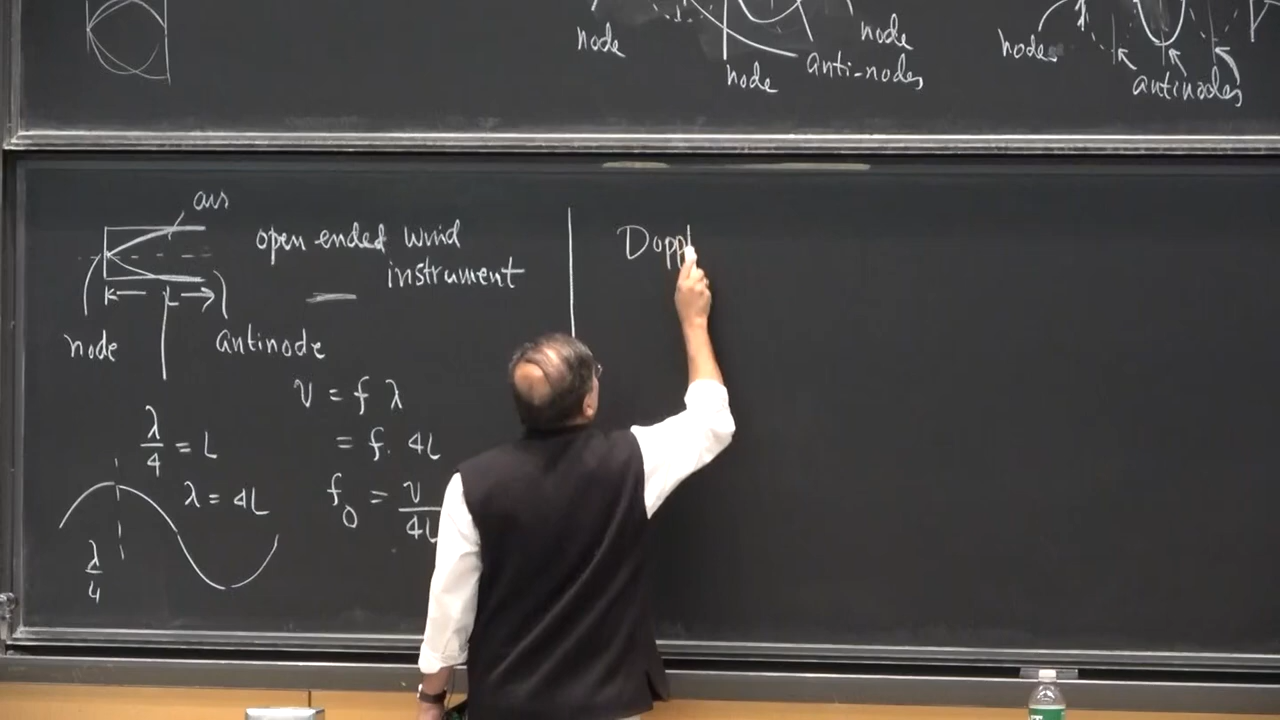 node
node
anti-nodes
node
nodes
antinodes
air
open ended wind
instrument
L
node
antinode
v = f λ
λ/4 = L
= f. 4L
λ = 4L
f₀ = v/4L
λ/4
Doppl